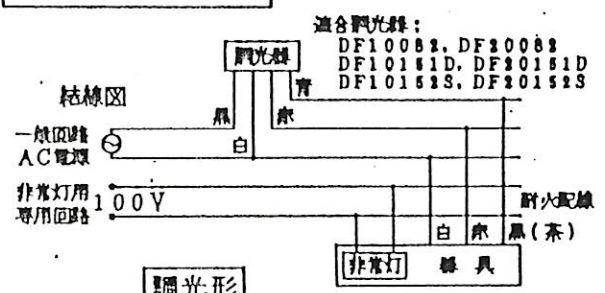 適合調光器：
DF10082, DF20082
DF10151D, DF20151D
DF10152S, DF20152S
調光器
結線図
青
黒
赤
一般回路
AC電源
白
非常灯用
専用回路
100V
耐火配線
白
赤
黒(茶)
非常灯
器具
調光形